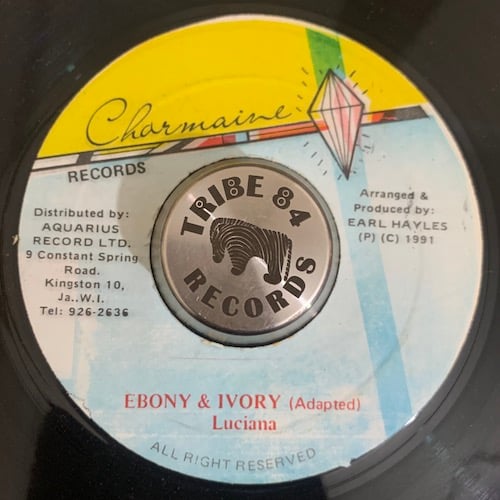 Charmaine
RECORDS
Distributed by:
AQUARIUS
RECORD LTD.
9 Constant Spring
Road.
Kingston 10,
Ja..W.I.
Tel: 926-2636
TRIBE 84
RECORDS
Arranged &
Produced by:
EARL HAYLES
(P) (C) 1991
EBONY & IVORY (Adapted)
Luciana
ALL RIGHT RESERVED